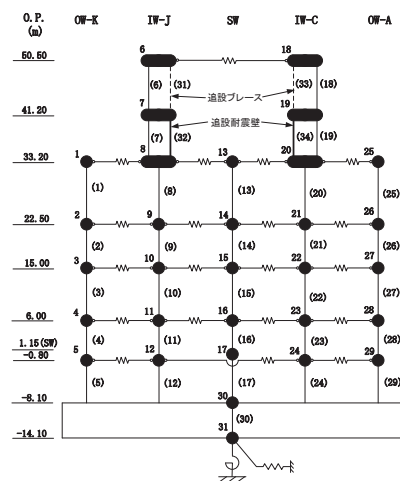 O.P. OW-K IW-J SW IW-C OW-A
(m)
6 18
50.50
(6) (31) (33) (18)
追設ブレース
7 19
41.20
追設耐震壁
(7) (32) (34) (19)
33.20 1 8 13 20 25
(1) (8) (13) (20) (25)
22.50 2 9 14 21 26
(2) (9) (14) (21) (26)
15.00 3 10 15 22 27
(3) (10) (15) (22) (27)
6.00 4 11 16 23 28
1.15(SW) (4) (11) (16) (23) (28)
-0.80 5 12 17 24 29
(5) (12) (17) (24) (29)
-8.10 30
(30)
-14.10 31